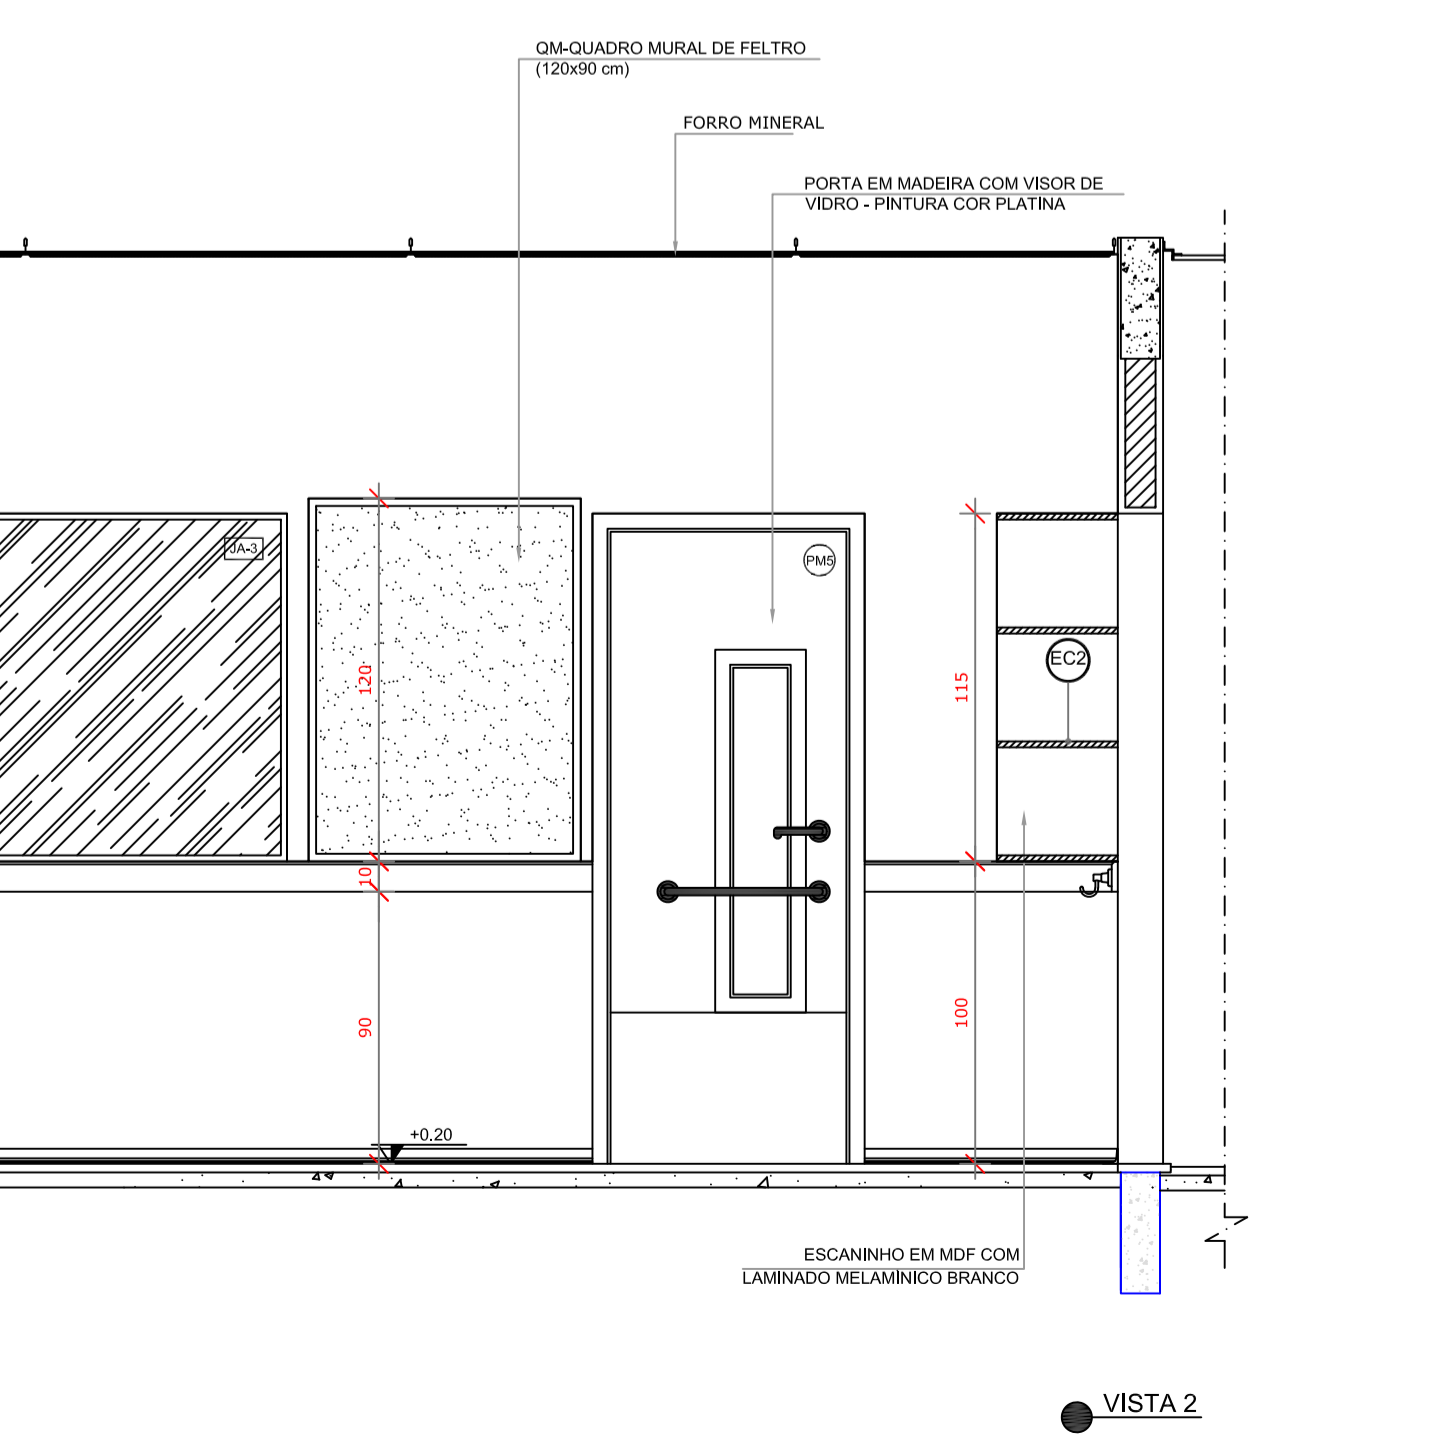 QM-QUADRO MURAL DE FELTRO
(120x90 cm)
FORRO MINERAL
PORTA EM MADEIRA COM VISOR DE
VIDRO - PINTURA COR PLATINA
JA-3
PM5
EC2
120
115
10
90
100
+0.20
ESCANINHO EM MDF COM
LAMINADO MELAMÍNICO BRANCO
VISTA 2